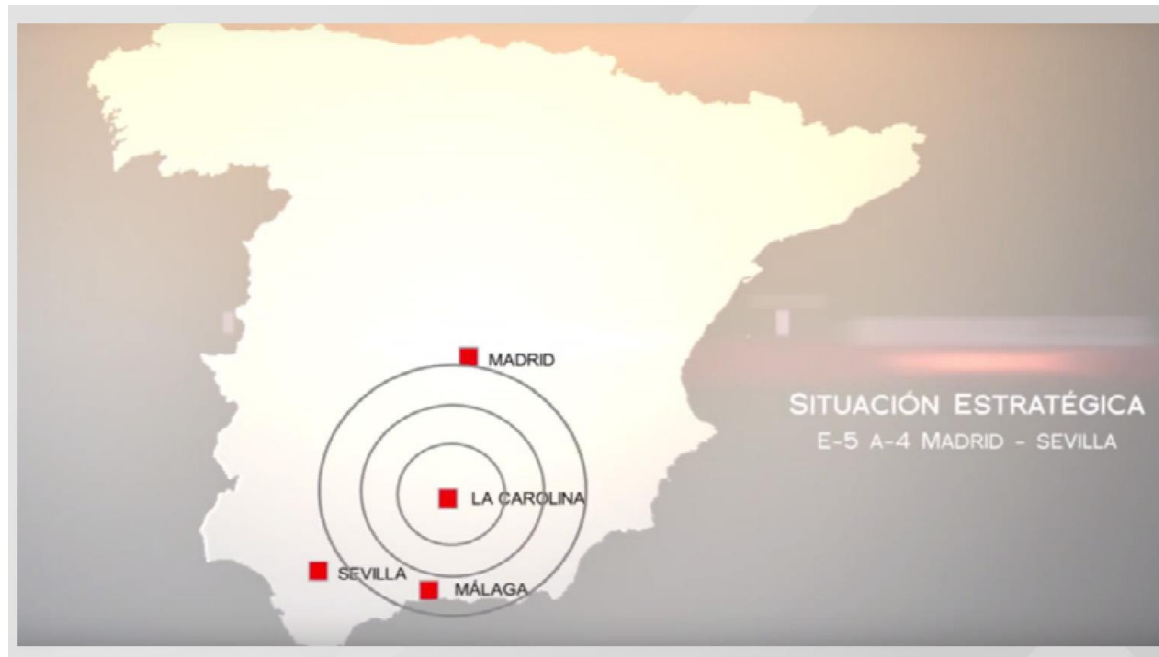 MADRID
SITUACIÓN ESTRATÉGICA
E-5 A-4 MADRID - SEVILLA
LA CAROLINA
SEVILLA
MÁLAGA